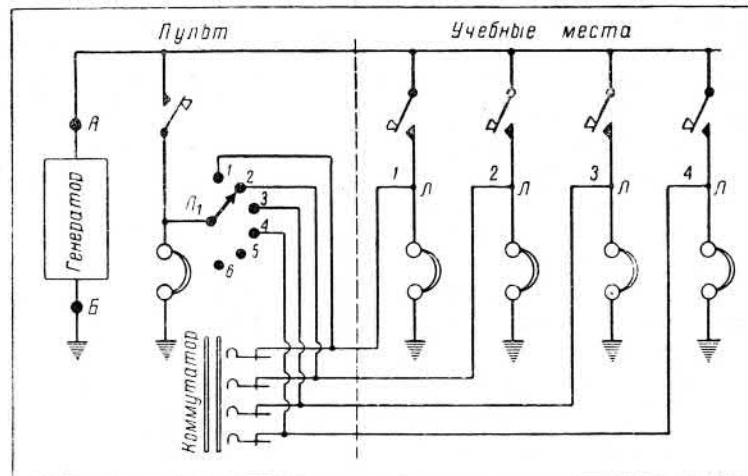 Пульт
Учебные места
А
Генератор
Б
П1
1
2
3
4
5
6
Коммутатор
1
Л
2
Л
3
Л
4
Л